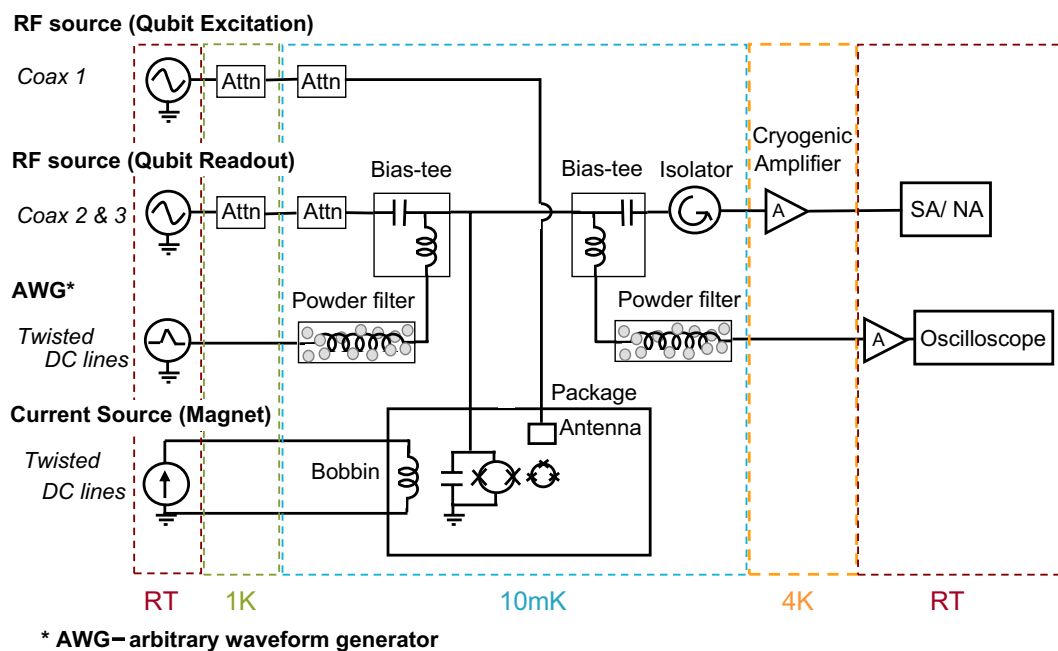 RF source (Qubit Excitation)
Coax 1
Attn
Attn
RF source (Qubit Readout)
Coax 2 & 3
Attn
Attn
Bias-tee
Bias-tee
Isolator
Cryogenic
Amplifier
A
SA/ NA
AWG*
Twisted
DC lines
Powder filter
Powder filter
A
Oscilloscope
Current Source (Magnet)
Twisted
DC lines
Bobbin
Package
Antenna
RT
1K
10mK
4K
RT
* AWG–arbitrary waveform generator